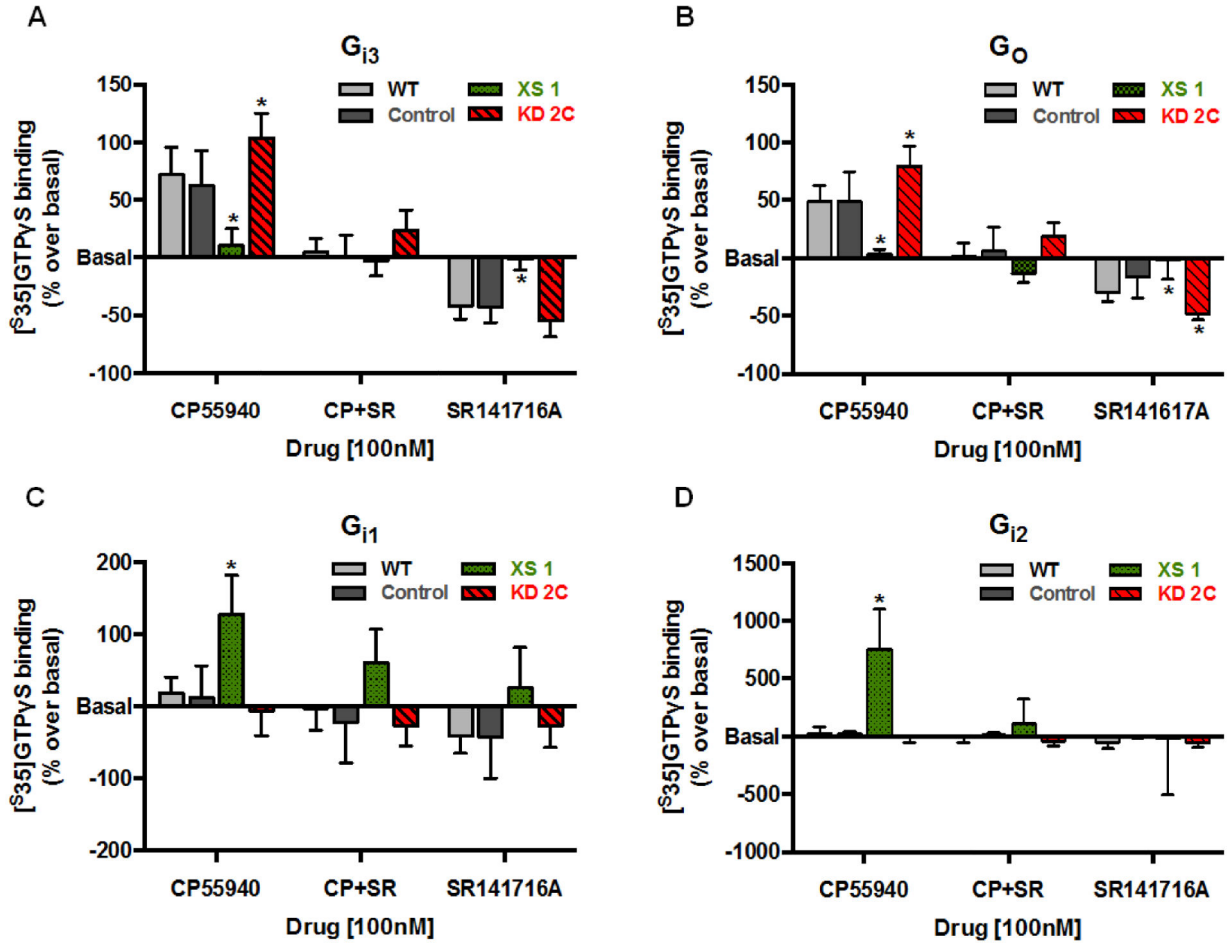 A
G i3
[S35]GTPγS binding
(% over basal)
150
100
50
Basal
-50
-100
WT
Control
XS 1
KD 2C
*
*
*
CP55940
CP+SR
SR141716A
Drug [100nM]
B
G O
[S35]GTPγS binding
(% over basal)
150
100
50
Basal
-50
-100
WT
Control
XS 1
KD 2C
*
*
*
*
CP55940
CP+SR
SR141617A
Drug [100nM]
C
G i1
[S35]GTPγS binding
(% over basal)
200
100
Basal
-100
-200
WT
Control
XS 1
KD 2C
*
CP55940
CP+SR
SR141716A
Drug [100nM]
D
G i2
[S35]GTPγS binding
(% over basal)
1500
1000
500
Basal
-500
-1000
WT
Control
XS 1
KD 2C
*
CP55940
CP+SR
SR141716A
Drug [100nM]